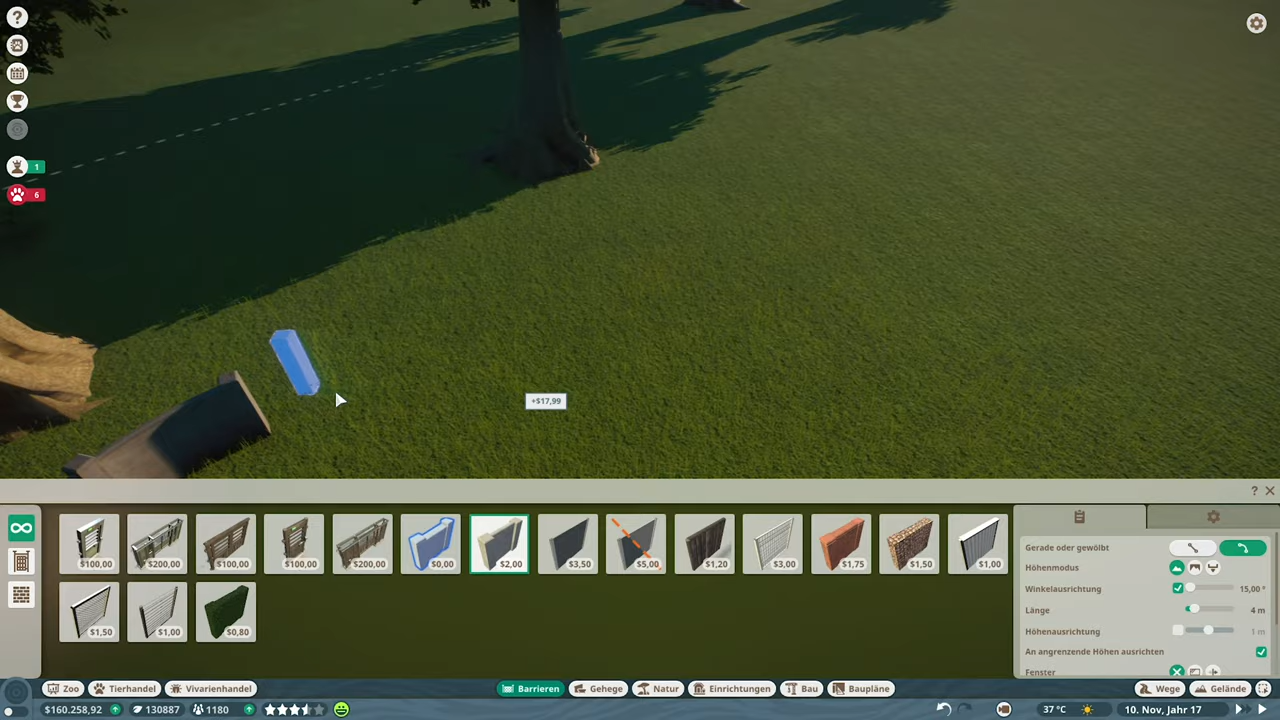 ?
1
6
+$17,99
? ×
$100,00 $200,00 $100,00 $100,00 $200,00 $0,00 $2,00 $3,50 $5,00 $1,20 $3,00 $1,75 $1,50 $1,00
$1,50 $1,00 $0,80
Gerade oder gewölbt
Höhenmodus
Winkelausrichtung 15,00 °
Länge 4 m
Höhenausrichtung 1 m
An angrenzende Höhen ausrichten
Fenster
Zoo Tierhandel Vivarienhandel Barrieren Gehege Natur Einrichtungen Bau Baupläne Wege Gelände
$160.258,92 130887 1180 37 °C 10. Nov, Jahr 17